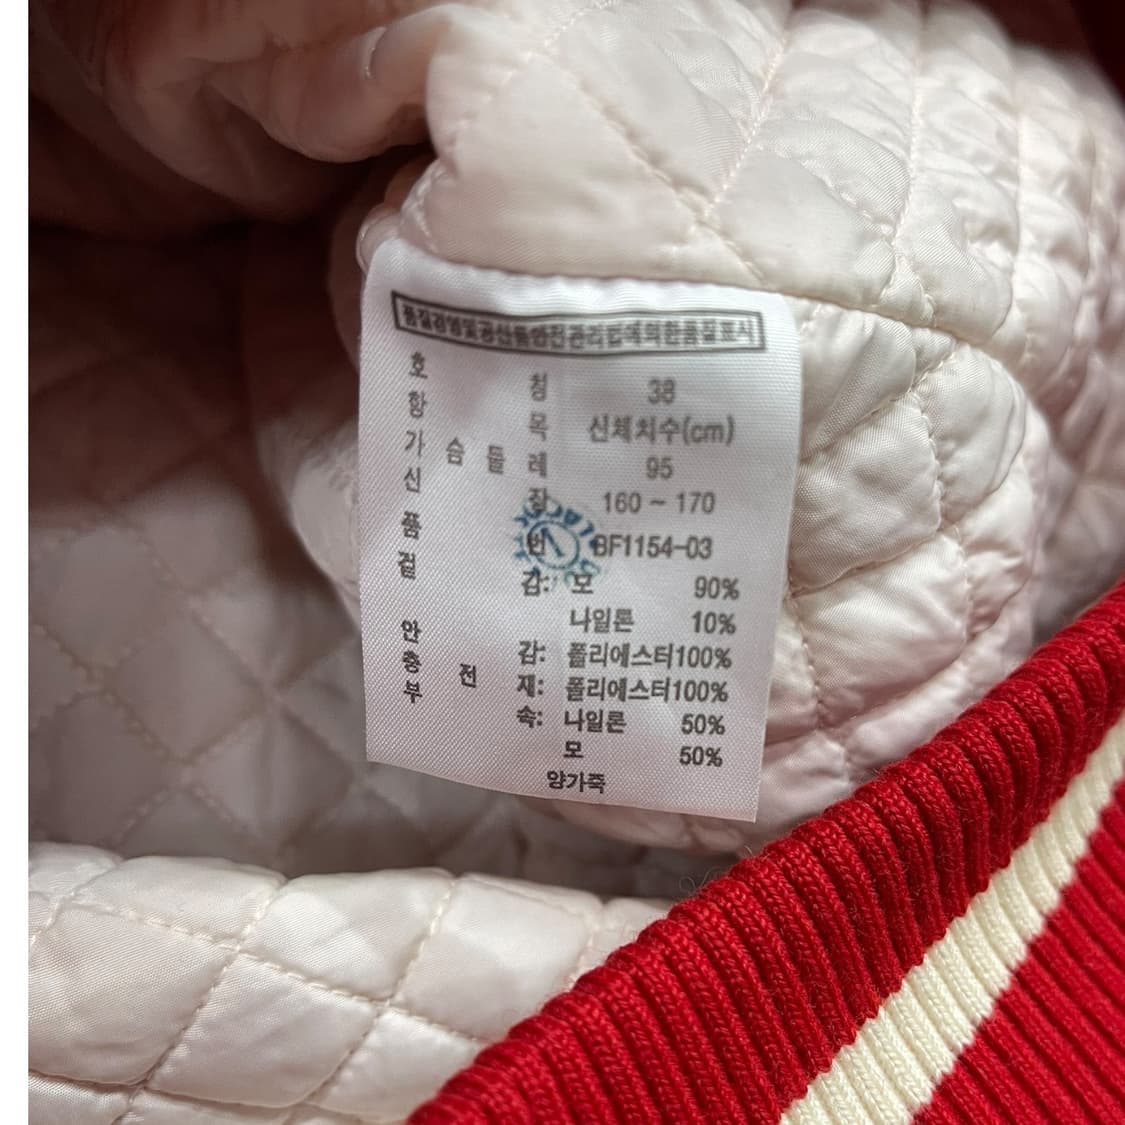 품질경영및공산품안전관리법에의한품질표시
호 칭 38
항 목 신체치수(cm)
가 슴 둘 레 95
신 장 160 ~ 170
품 번 BF1154-03
겉 감: 모 90%
나일론 10%
안 감: 폴리에스터100%
충 전 재: 폴리에스터100%
부 속: 나일론 50%
모 50%
양가죽